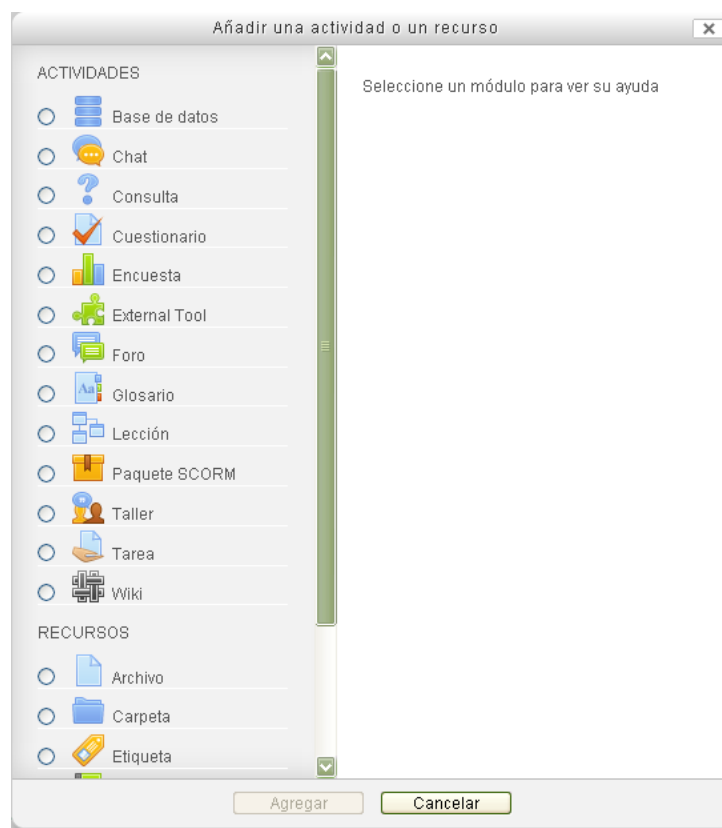 Añadir una actividad o un recurso
ACTIVIDADES
Base de datos
Chat
Consulta
Cuestionario
Encuesta
External Tool
Foro
Aa
Glosario
Lección
Paquete SCORM
Taller
Tarea
Wiki
RECURSOS
Archivo
Carpeta
Etiqueta
Seleccione un módulo para ver su ayuda
Agregar
Cancelar